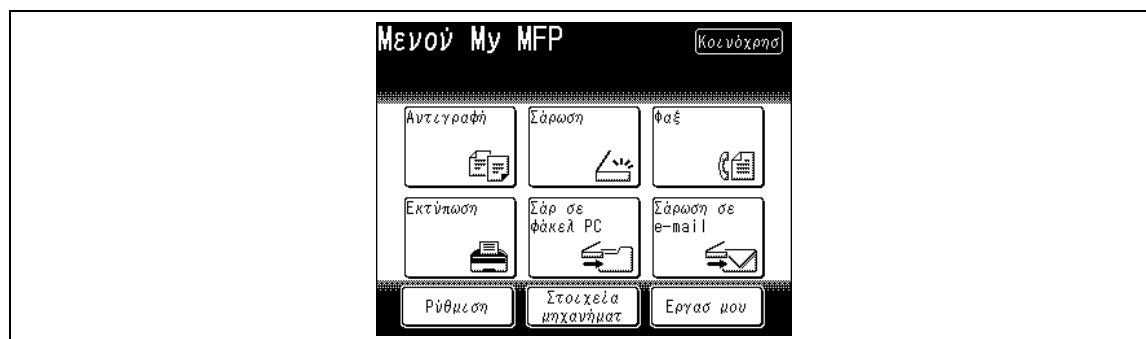 Μενού My MFP
Κοινόχρησ
Αντιγραφή
Σάρωση
Φαξ
Εκτύπωση
Σάρ σε
φάκελ PC
Σάρωση σε
e-mail
Ρύθμιση
Στοιχεία
μηχανήματ
Εργασ μου